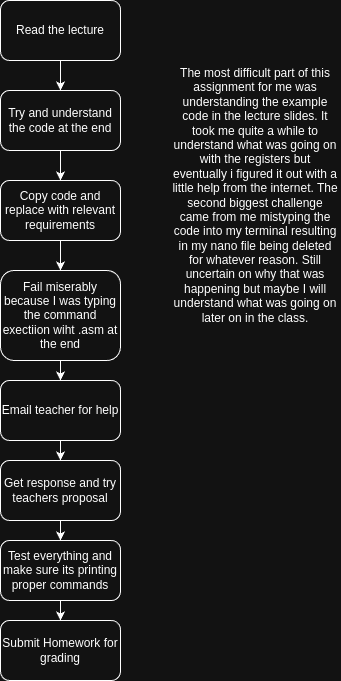 Read the lecture
Try and understand
the code at the end
Copy code and
replace with relevant
requirements
Fail miserably
because I was typing
the command
exectiion wiht .asm at
the end
Email teacher for help
Get response and try
teachers proposal
Test everything and
make sure its printing
proper commands
Submit Homework for
grading
The most difficult part of this
assignment for me was
understanding the example
code in the lecture slides. It
took me quite a while to
understand what was going on
with the registers but
eventually i figured it out with a
little help from the internet. The
second biggest challenge
came from me mistyping the
code into my terminal resulting
in my nano file being deleted
for whatever reason. Still
uncertain on why that was
happening but maybe I will
understand what was going on
later on in the class.